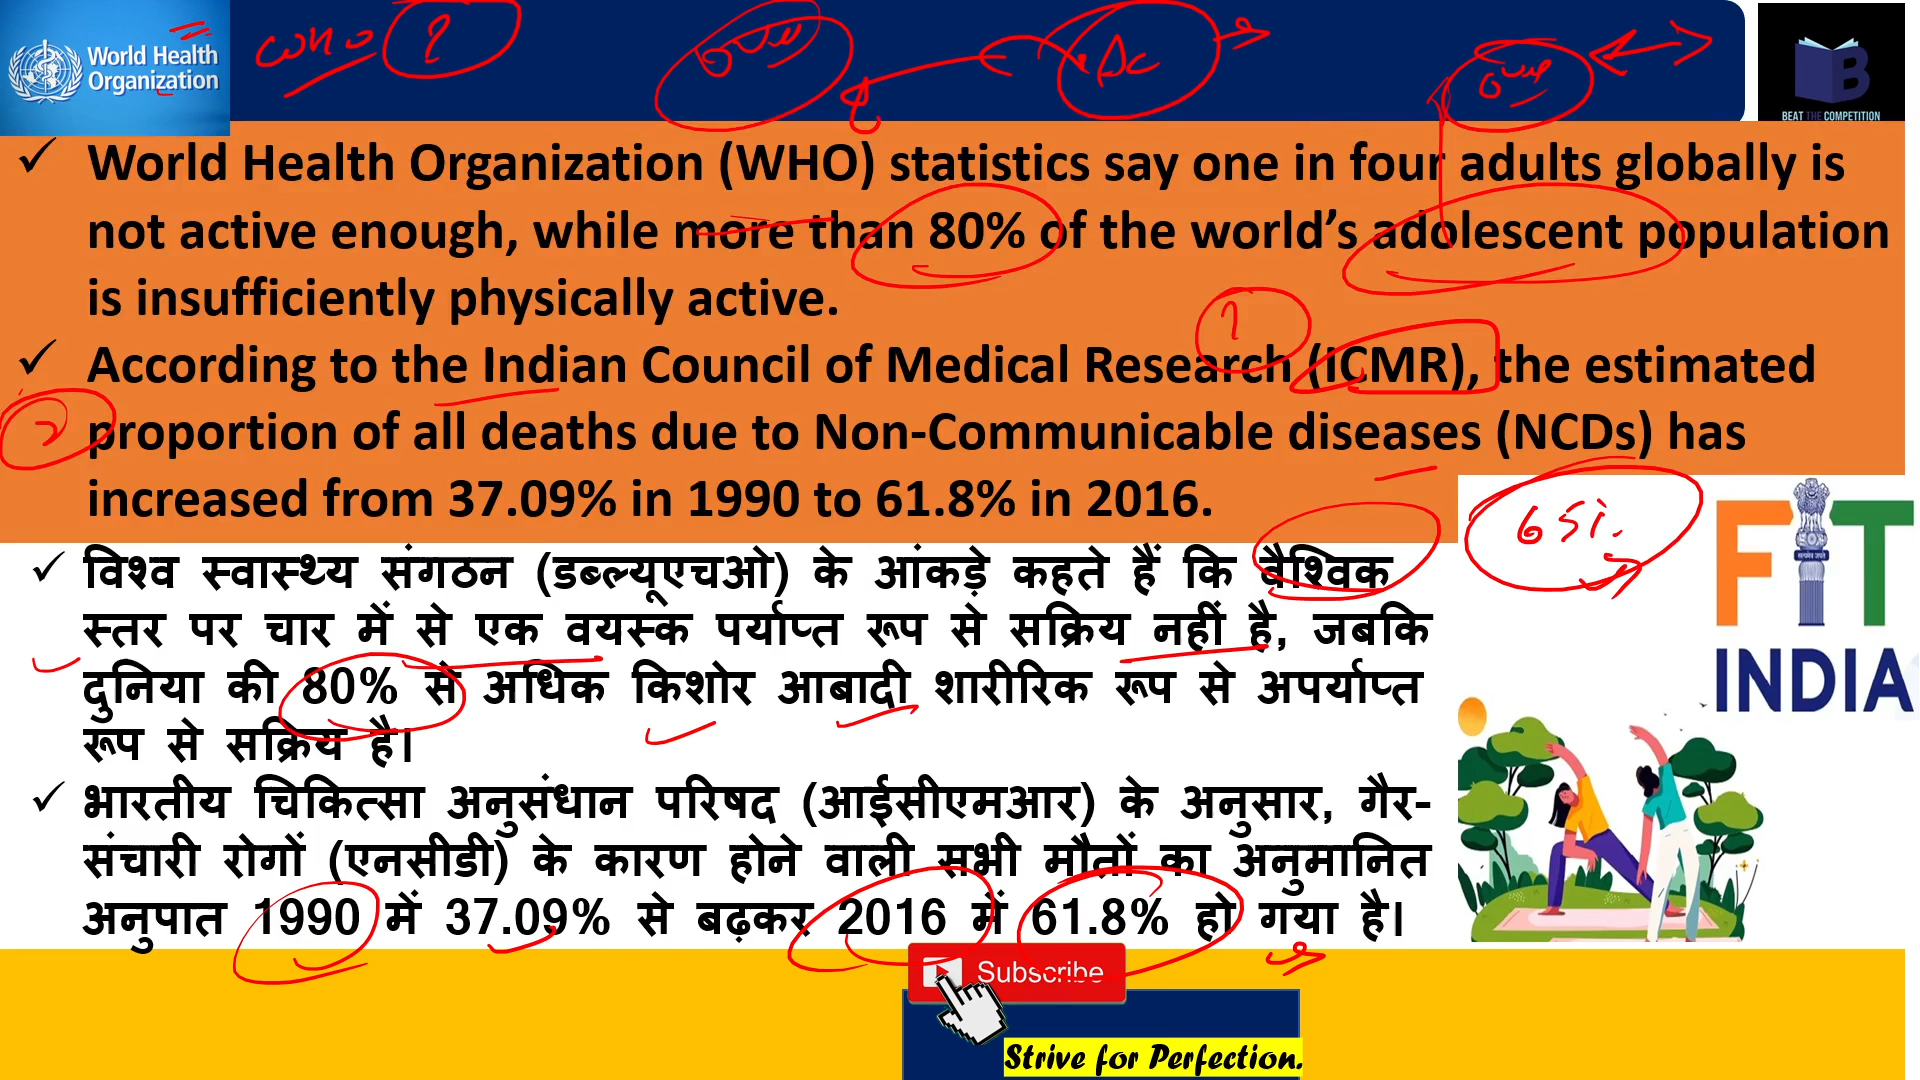 World Health
Organization
WHO ?
BEAT THE COMPETITION
✓ World Health Organization (WHO) statistics say one in four adults globally is
not active enough, while more than 80% of the world’s adolescent population
is insufficiently physically active.
✓ According to the Indian Council of Medical Research (ICMR), the estimated
proportion of all deaths due to Non-Communicable diseases (NCDs) has
increased from 37.09% in 1990 to 61.8% in 2016.
✓ विश्व स्वास्थ्य संगठन (डब्ल्यूएचओ) के आंकड़े कहते हैं कि वैश्विक
स्तर पर चार में से एक वयस्क पर्याप्त रूप से सक्रिय नहीं है, जबकि
दुनिया की 80% से अधिक किशोर आबादी शारीरिक रूप से अपर्याप्त
रूप से सक्रिय है।
✓ भारतीय चिकित्सा अनुसंधान परिषद (आईसीएमआर) के अनुसार, गैर-
संचारी रोगों (एनसीडी) के कारण होने वाली सभी मौतों का अनुमानित
अनुपात 1990 में 37.09% से बढ़कर 2016 में 61.8% हो गया है।
FIT
INDIA
Subscribe
Strive for Perfection.